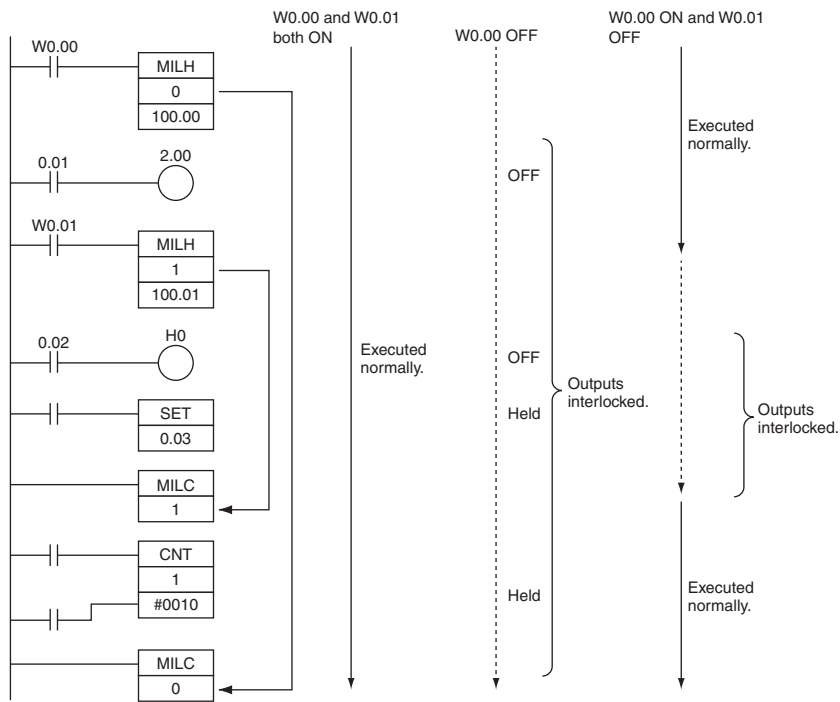 W0.00 and W0.01
both ON
W0.00 OFF
W0.00 ON and W0.01
OFF
W0.00
MILH
0
100.00
Executed
normally.
0.01
2.00
OFF
W0.01
MILH
1
100.01
0.02
H0
Executed
normally.
OFF
Outputs
interlocked.
SET
0.03
Held
Outputs
interlocked.
MILC
1
CNT
1
#0010
Held
Executed
normally.
MILC
0